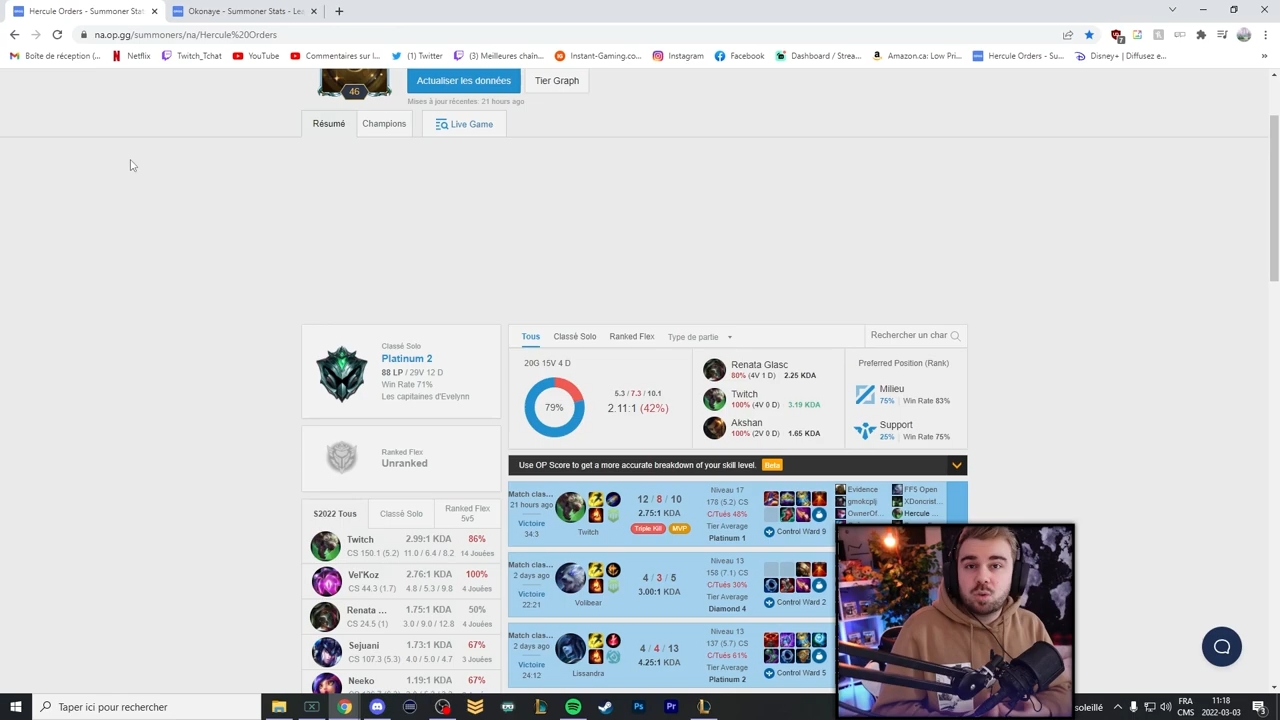 Hercule Orders - Summoner Stat
Okonaye - Summoner Stats - Lea
na.op.gg/summoners/na/Hercule%20Orders
Boîte de réception (...
Netflix
Twitch_Tchat
YouTube
Commentaires sur l...
(1) Twitter
(3) Meilleures chaîn...
Instant-Gaming.co...
Instagram
Facebook
Dashboard / Strea...
Amazon.ca: Low Pri...
Hercule Orders - Su...
Disney+ | Diffusez e...
46
Actualiser les données
Tier Graph
Mises à jour récentes: 21 hours ago
Résumé
Champions
Live Game
Classé Solo
Platinum 2
88 LP / 29V 12 D
Win Rate 71%
Les capitaines d'Evelynn
Ranked Flex
Unranked
S2022 Tous
Classé Solo
Ranked Flex
5v5
Twitch 2.99:1 KDA 86%
CS 150.1 (5.2) 11.0 / 6.4 / 8.2 14 Jouées
Vel'Koz 2.76:1 KDA 100%
CS 44.3 (1.7) 4.8 / 5.3 / 9.8 4 Jouées
Renata ... 1.75:1 KDA 50%
CS 24.5 (1) 3.0 / 9.0 / 12.8 4 Jouées
Sejuani 1.73:1 KDA 67%
CS 107.3 (5.3) 4.0 / 5.0 / 4.7 3 Jouées
Neeko 1.19:1 KDA 67%
Tous
Classé Solo
Ranked Flex
Type de partie
Rechercher un char
20G 15V 4 D
79%
5.3 / 7.3 / 10.1
2.11:1 (42%)
Renata Glasc
80% (4V 1 D) 2.25 KDA
Twitch
100% (4V 0 D) 3.19 KDA
Akshan
100% (2V 0 D) 1.65 KDA
Preferred Position (Rank)
Milieu
75% | Win Rate 83%
Support
25% | Win Rate 75%
Use OP Score to get a more accurate breakdown of your skill level. Beta
Match clas...
21 hours ago
Victoire
34:3
Twitch
12 / 8 / 10
2.75:1 KDA
Triple Kill
MVP
Niveau 17
178 (5.2) CS
C/Tués 48%
Tier Average
Platinum 1
Control Ward 9
Evidence
gmokcplj
OwnerOf...
FF5 Open
XDoncrist...
Hercule ...
Match clas...
2 days ago
Victoire
22:21
Volibear
4 / 3 / 5
3.00:1 KDA
Niveau 13
158 (7.1) CS
C/Tués 30%
Tier Average
Diamond 4
Control Ward 2
Match clas...
2 days ago
Victoire
24:12
Lissandra
4 / 4 / 13
4.25:1 KDA
Niveau 13
137 (5.7) CS
C/Tués 61%
Tier Average
Platinum 2
Control Ward 5
Taper ici pour rechercher
soleillé
FRA
CMS
11:18
2022-03-03